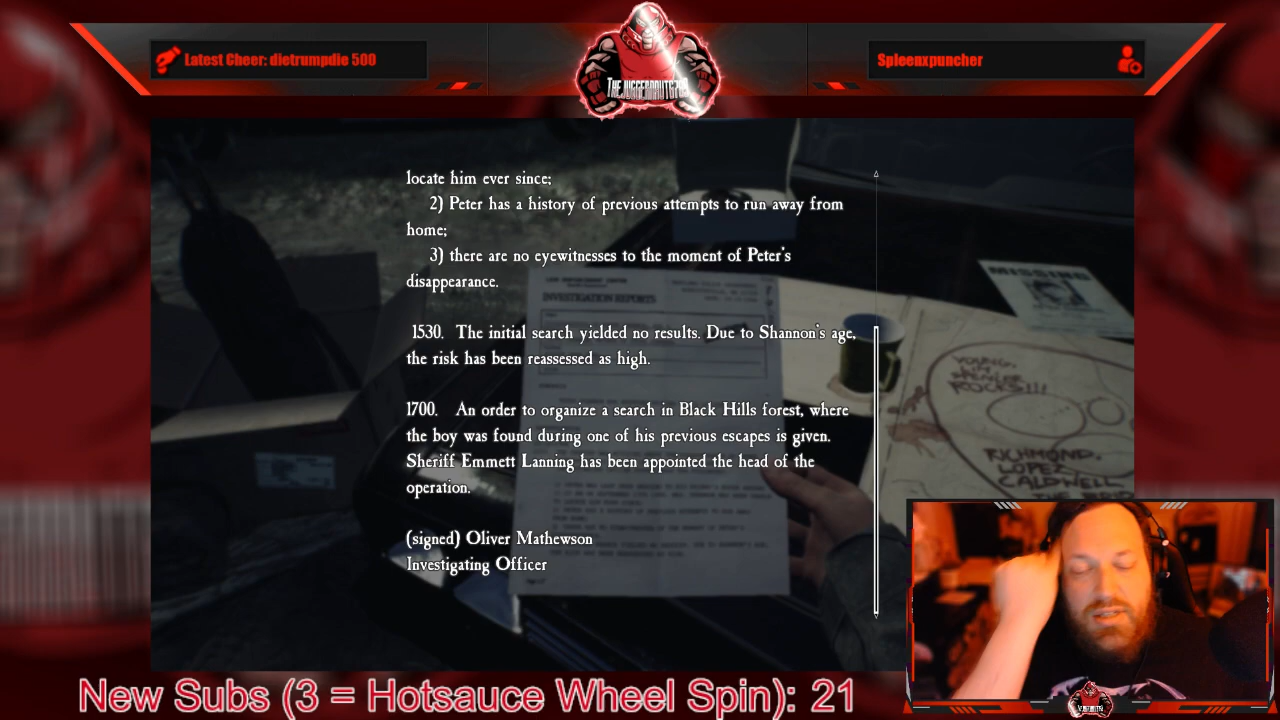 Latest Cheer: dietrumpdie 500
Spleenxpuncher
locate him ever since;
2) Peter has a history of previous attempts to run away from
home;
3) there are no eyewitnesses to the moment of Peter's
disappearance.
1530. The initial search yielded no results. Due to Shannon's age,
the risk has been reassessed as high.
1700. An order to organize a search in Black Hills forest, where
the boy was found during one of his previous escapes is given.
Sheriff Emmett Lanning has been appointed the head of the
operation.
(signed) Oliver Mathewson
Investigating Officer
INVESTIGATION REPORTS
MISSING
ROCKS!!!
RICHMOND,
LOPEZ
CALDWELL
New Subs (3 = Hotsauce Wheel Spin): 21